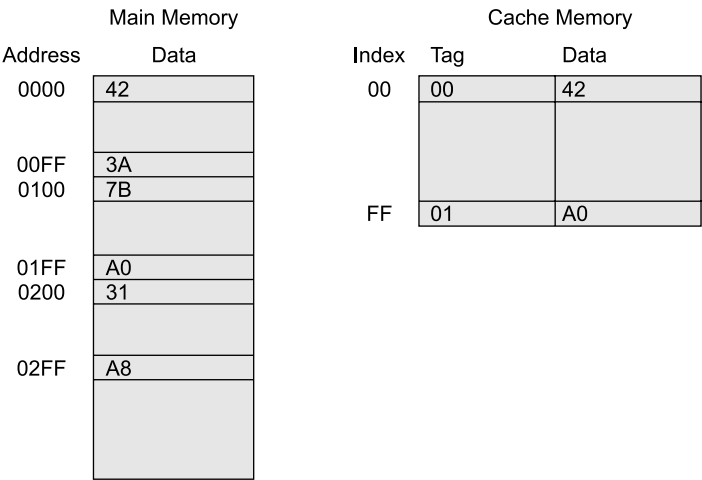 Main Memory Cache Memory
Address Data Index Tag Data
0000 42 00 00 42
00FF 3A
0100 7B
FF 01 A0
01FF A0
0200 31
02FF A8